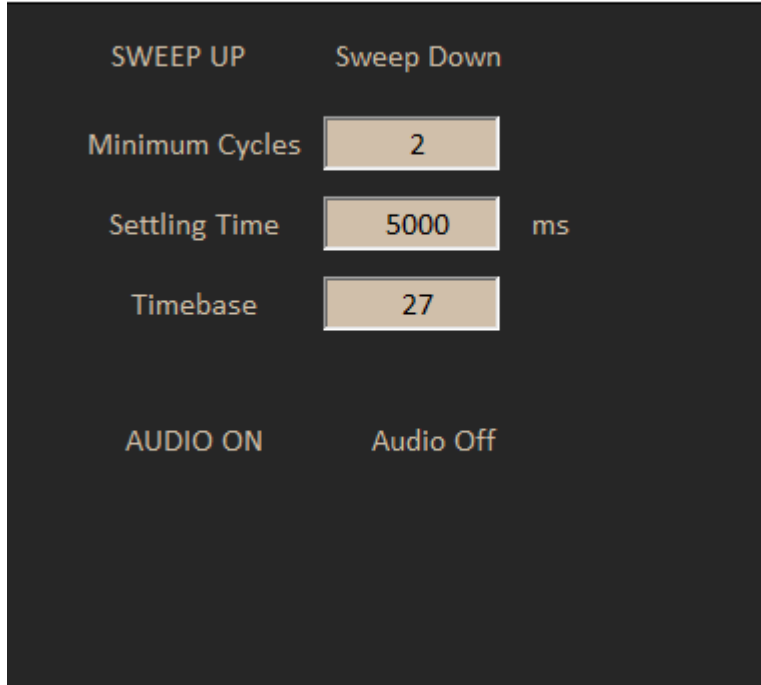 SWEEP UP Sweep Down
Minimum Cycles 2
Settling Time 5000 ms
Timebase 27
AUDIO ON Audio Off